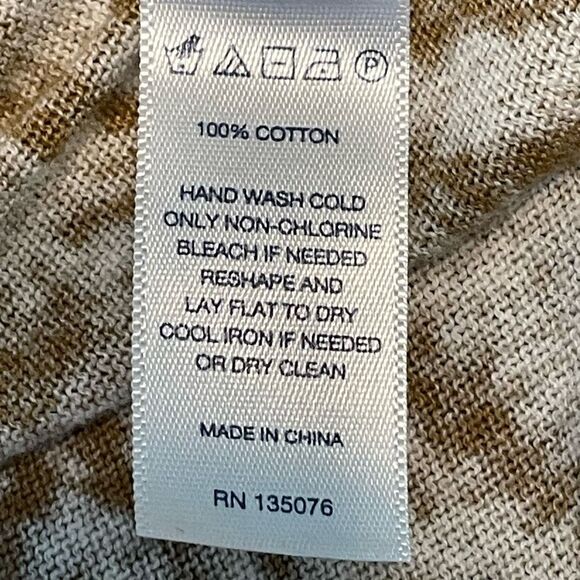 P
100% COTTON
HAND WASH COLD
ONLY NON-CHLORINE
BLEACH IF NEEDED
RESHAPE AND
LAY FLAT TO DRY
COOL IRON IF NEEDED
OR DRY CLEAN
MADE IN CHINA
RN 135076